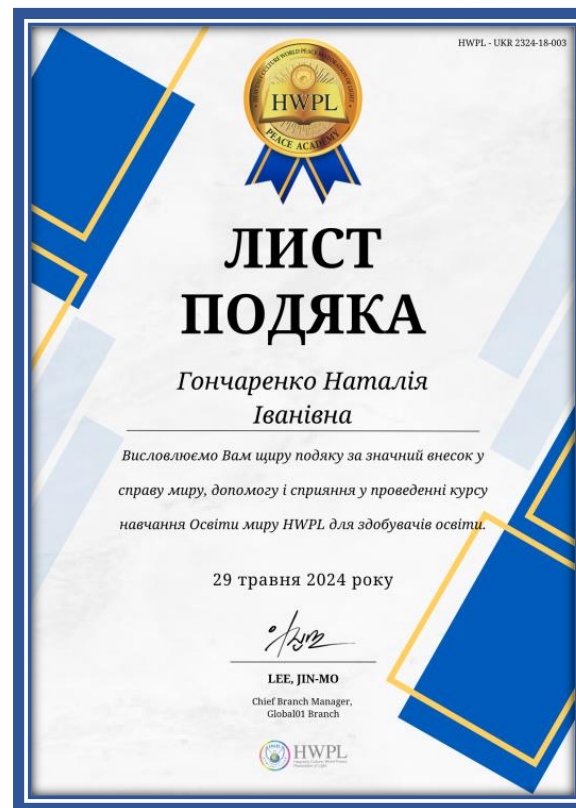 HWPL - UKR 2324-18-003
HWPL
PEACE ACADEMY
ЛИСТ
ПОДЯКА
Гончаренко Наталія
Іванівна
Висловлюємо Вам щиру подяку за значний внесок у
справу миру, допомогу і сприяння у проведенні курсу
навчання Освіти миру HWPL для здобувачів освіти.
29 травня 2024 року
LEE, JIN-MO
Chief Branch Manager,
Global01 Branch
HWPL